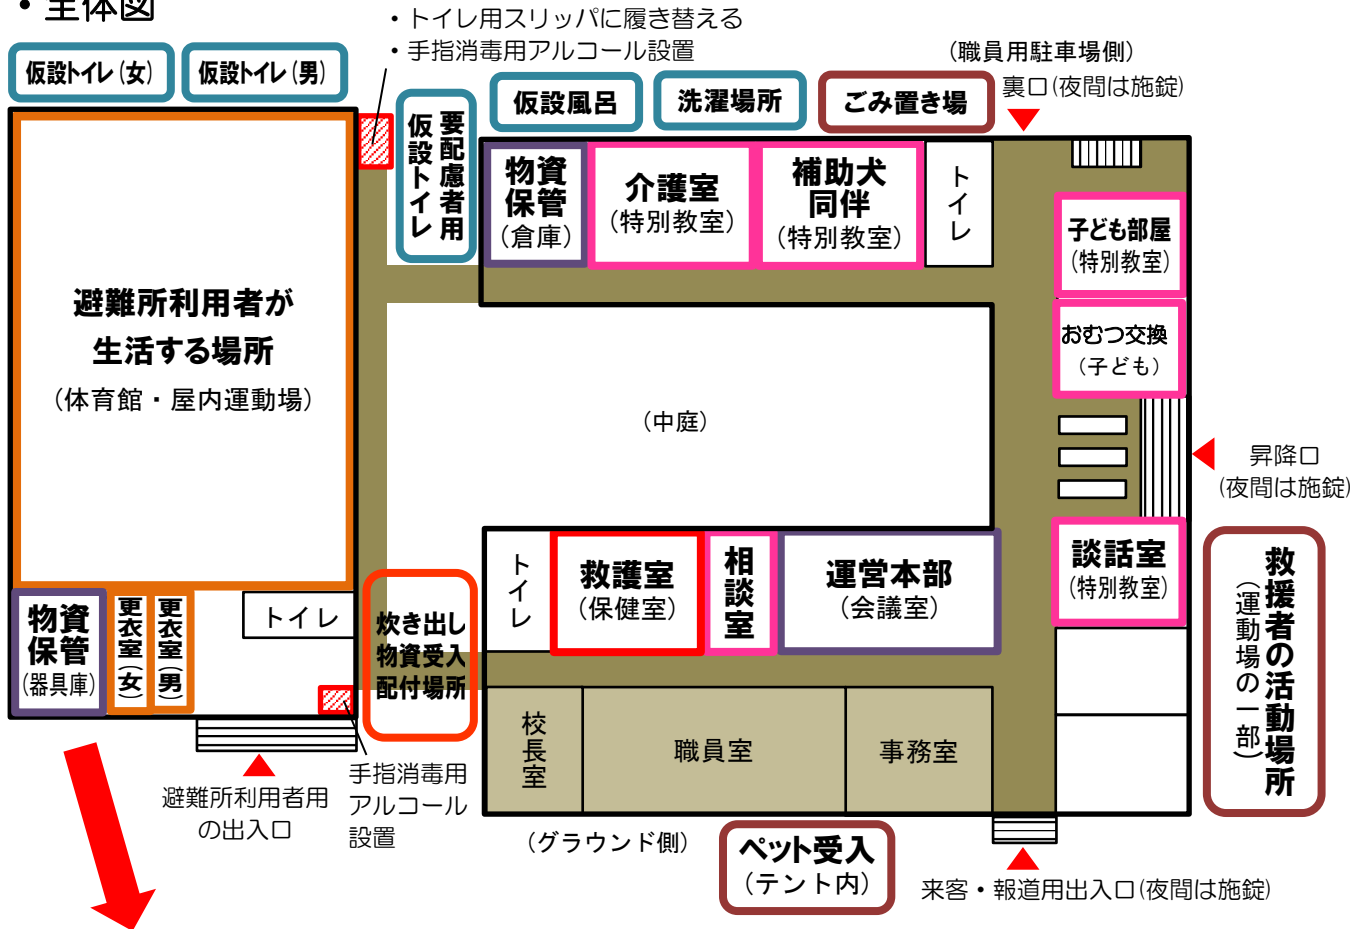 ・全体図
・トイレ用スリッパに履き替える
・手指消毒用アルコール設置
仮設トイレ(女)
仮設トイレ(男)
要配慮者用
仮設トイレ
仮設風呂
洗濯場所
ごみ置き場
(職員用駐車場側)
裏口(夜間は施錠)
物資
保管
(倉庫)
介護室
(特別教室)
補助犬
同伴
(特別教室)
トイレ
子ども部屋
(特別教室)
おむつ交換
(子ども)
避難所利用者が
生活する場所
(体育館・屋内運動場)
(中庭)
昇降口
(夜間は施錠)
トイレ
救護室
(保健室)
相談室
運営本部
(会議室)
談話室
(特別教室)
救援者の活動場所
(運動場の一部)
物資
保管
(器具庫)
更衣室(女)
更衣室(男)
トイレ
炊き出し
物資受入
配付場所
校長室
職員室
事務室
避難所利用者用
の出入口
手指消毒用
アルコール
設置
(グラウンド側)
ペット受入
(テント内)
来客・報道用出入口(夜間は施錠)